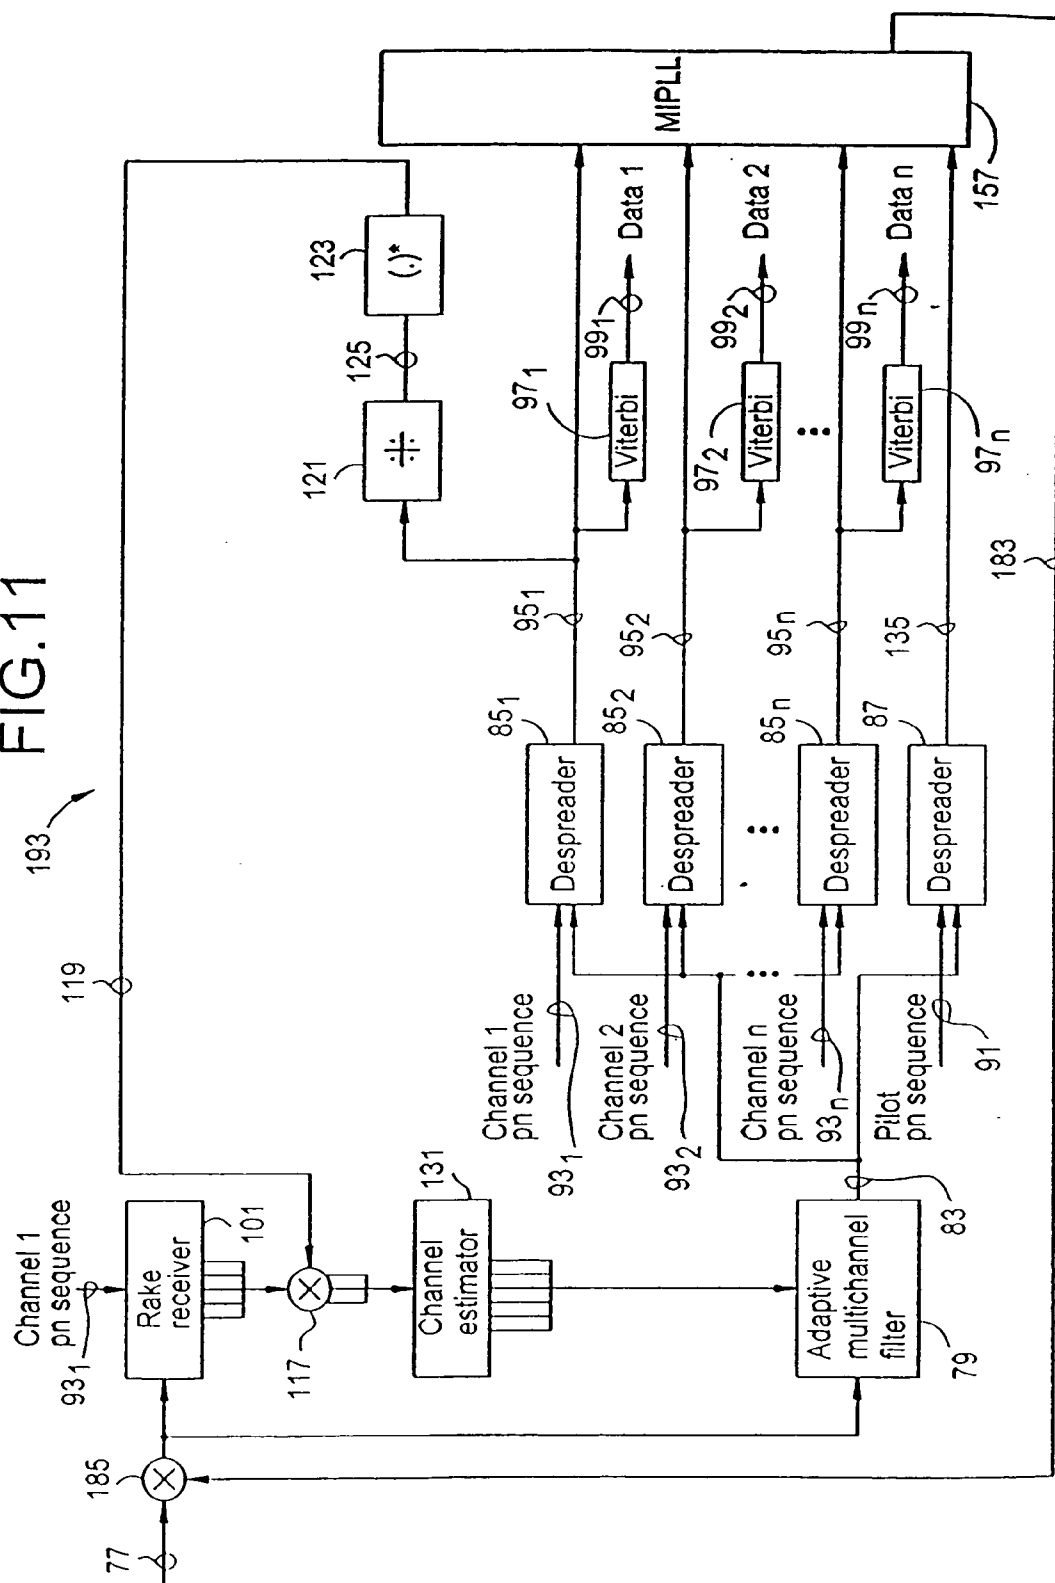 FIG.11
193
77
185
Channel 1
pn sequence
93₁
Rake
receiver
101
119
117
131
Channel
estimator
Adaptive
multichannel
filter
79
83
Channel 1
pn sequence
93₁
Channel 2
pn sequence
93₂
Channel n
pn sequence
93ₙ
Pilot
pn sequence
91
85₁
Despreader
85₂
Despreader
85ₙ
Despreader
87
Despreader
95₁
95₂
95ₙ
135
183
121
÷
125
123
(.)*
97₁
Viterbi
99₁
Data 1
97₂
Viterbi
99₂
Data 2
97ₙ
Viterbi
99ₙ
Data n
MIPLL
157